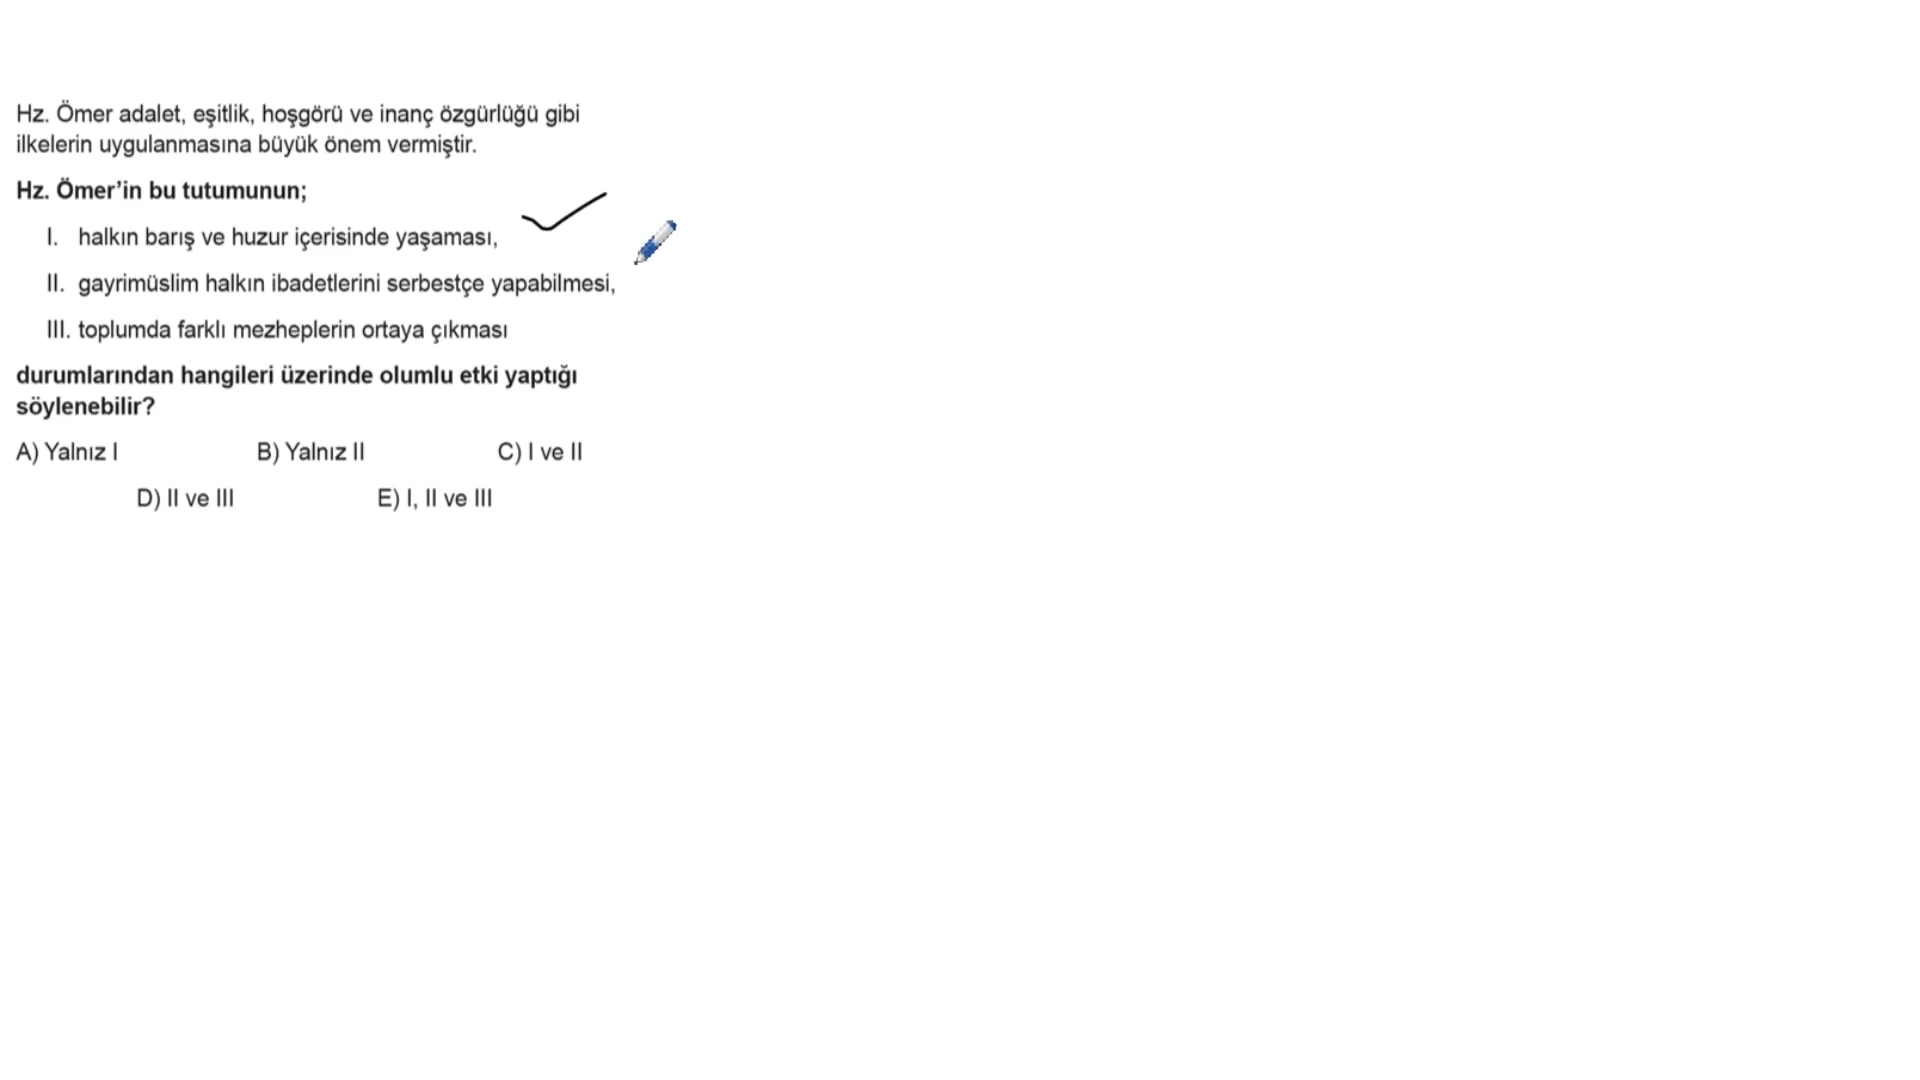 Hz. Ömer adalet, eşitlik, hoşgörü ve inanç özgürlüğü gibi
ilkelerin uygulanmasına büyük önem vermiştir.
Hz. Ömer’in bu tutumunun;
I. halkın barış ve huzur içerisinde yaşaması,
II. gayrimüslim halkın ibadetlerini serbestçe yapabilmesi,
III. toplumda farklı mezheplerin ortaya çıkması
durumlarından hangileri üzerinde olumlu etki yaptığı
söylenebilir?
A) Yalnız I B) Yalnız II C) I ve II
D) II ve III E) I, II ve III